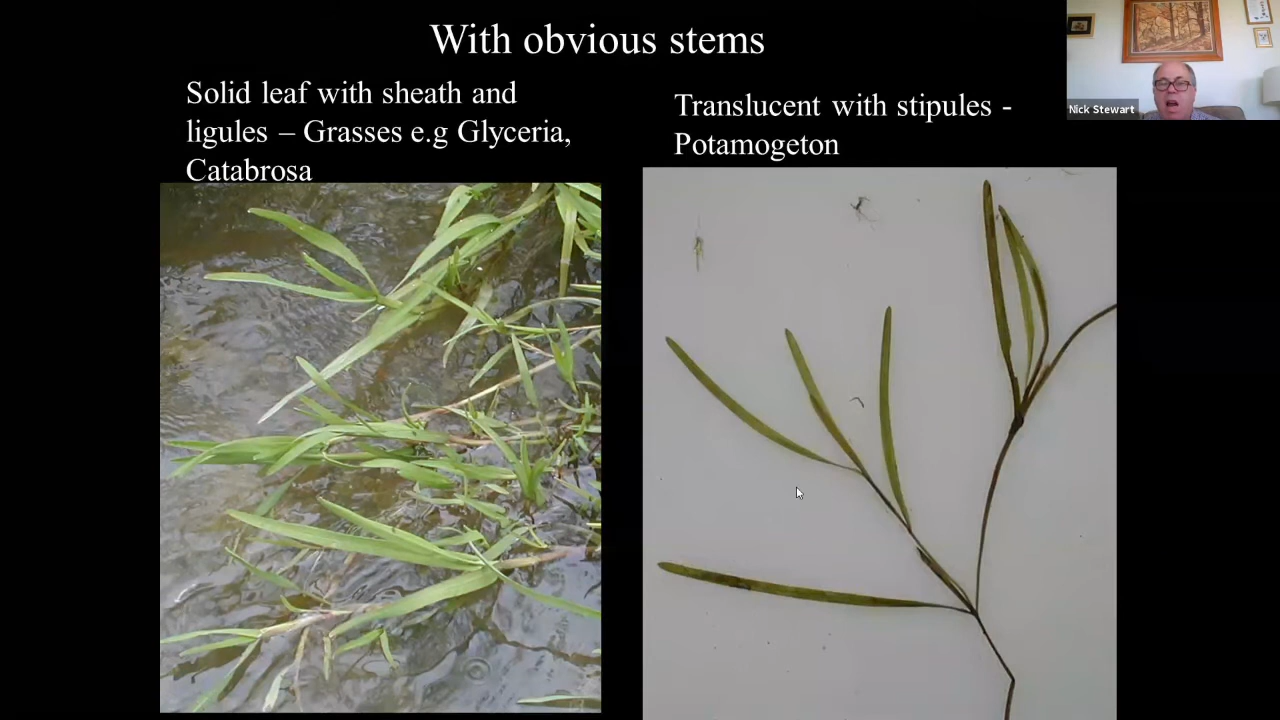 With obvious stems
Solid leaf with sheath and
ligules – Grasses e.g Glyceria,
Catabrosa
Translucent with stipules -
Potamogeton
Nick Stewart